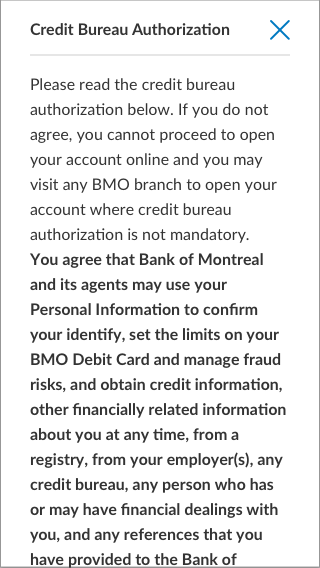 Credit Bureau Authorization
Please read the credit bureau
authorization below. If you do not
agree, you cannot proceed to open
your account online and you may
visit any BMO branch to open your
account where credit bureau
authorization is not mandatory.
You agree that Bank of Montreal
and its agents may use your
Personal Information to confirm
your identify, set the limits on your
BMO Debit Card and manage fraud
risks, and obtain credit information,
other financially related information
about you at any time, from a
registry, from your employer(s), any
credit bureau, any person who has
or may have financial dealings with
you, and any references that you
have provided to the Bank of